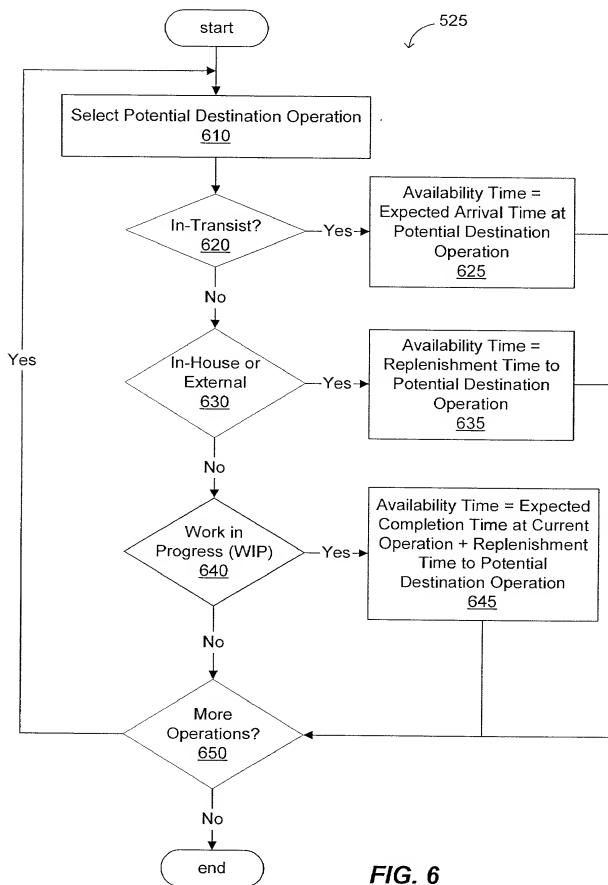 start
525
Select Potential Destination Operation
610
In-Transist?
620
Yes
Availability Time =
Expected Arrival Time at
Potential Destination
Operation
625
No
Yes
In-House or
External
630
Yes
Availability Time =
Replenishment Time to
Potential Destination
Operation
635
No
Work in
Progress (WIP)
640
Yes
Availability Time = Expected
Completion Time at Current
Operation + Replenishment
Time to Potential
Destination Operation
645
No
More
Operations?
650
No
end
FIG. 6